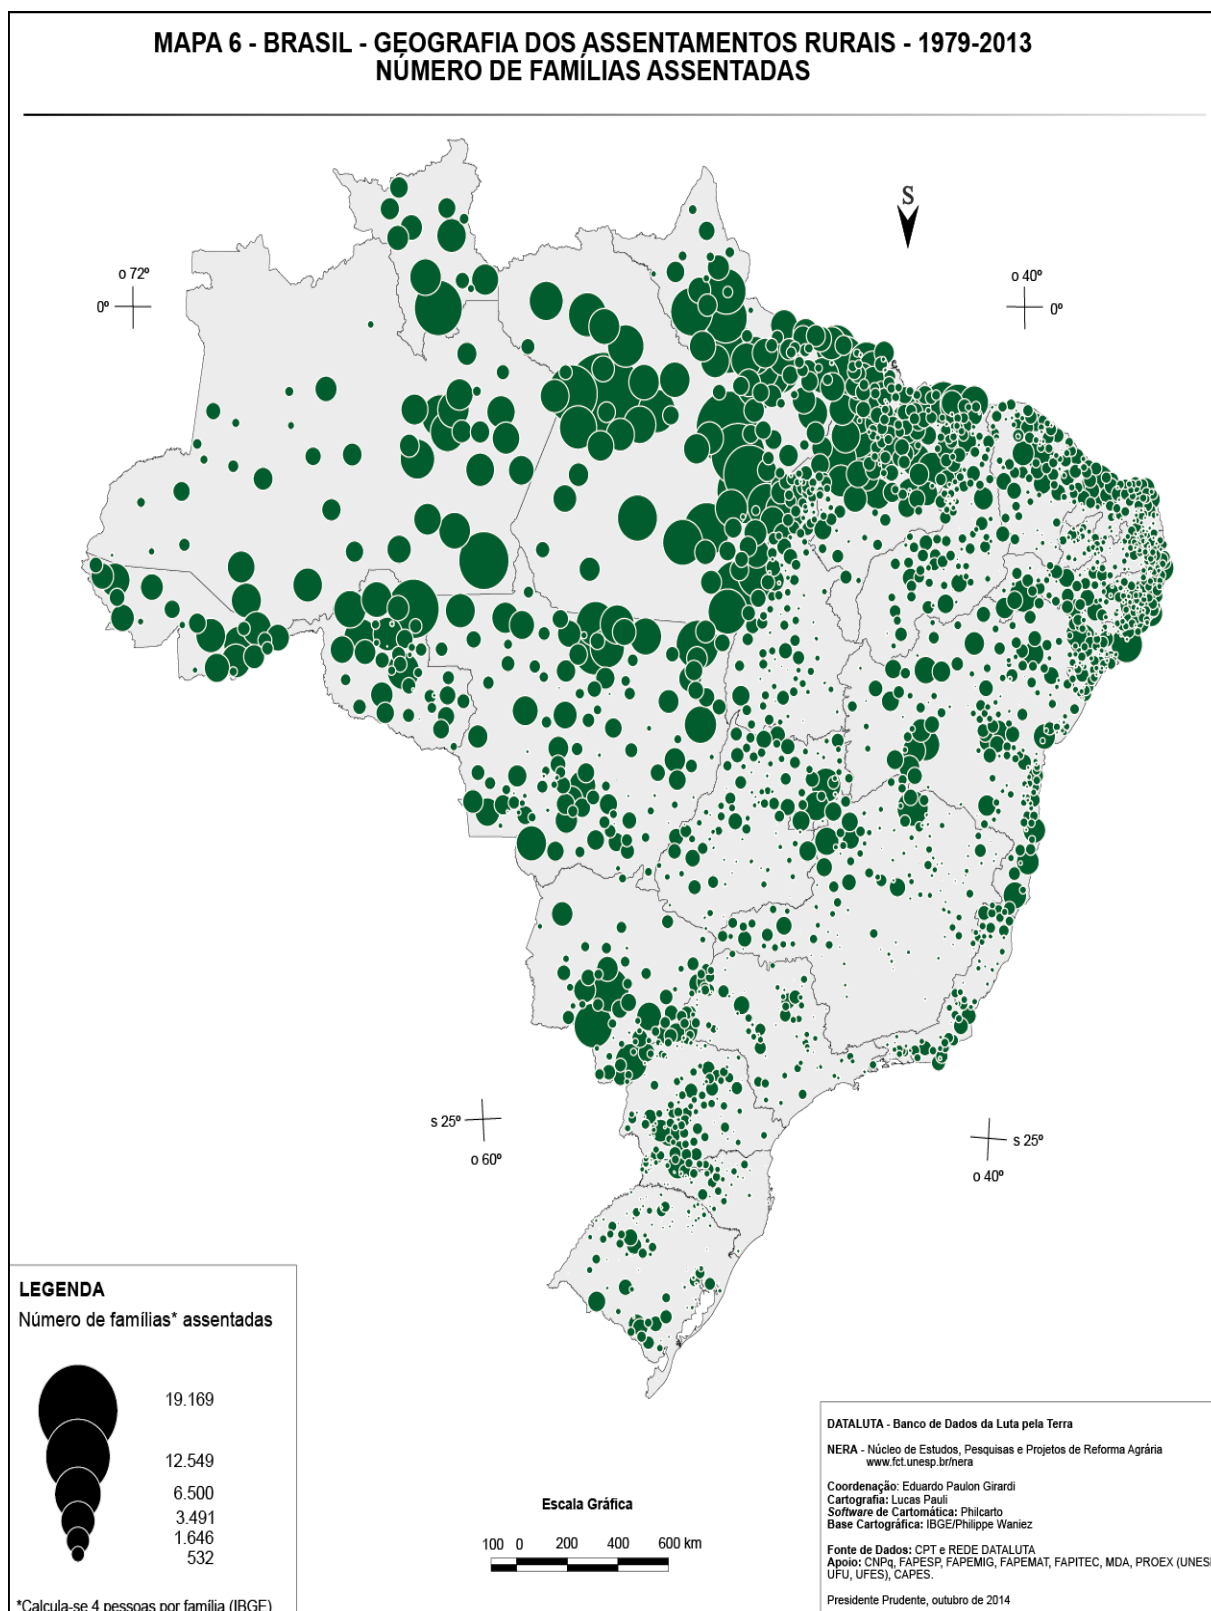 MAPA 6 - BRASIL - GEOGRAFIA DOS ASSENTAMENTOS RURAIS - 1979-2013
NÚMERO DE FAMÍLIAS ASSENTADAS
S
o 72º
0º
o 40º
0º
s 25º
o 60º
s 25º
o 40º
LEGENDA
Número de famílias* assentadas
19.169
12.549
6.500
3.491
1.646
532
*Calcula-se 4 pessoas por família (IBGE)
Escala Gráfica
100 0 200 400 600 km
DATALUTA - Banco de Dados da Luta pela Terra
NERA - Núcleo de Estudos, Pesquisas e Projetos de Reforma Agrária
www.fct.unesp.br/nera
Coordenação: Eduardo Paulon Girardi
Cartografia: Lucas Pauli
Software de Cartomática: Philcarto
Base Cartográfica: IBGE/Philippe Waniez
Fonte de Dados: CPT e REDE DATALUTA
Apoio: CNPq, FAPESP, FAPEMIG, FAPEMAT, FAPITEC, MDA, PROEX (UNES
UFU, UFES), CAPES.
Presidente Prudente, outubro de 2014